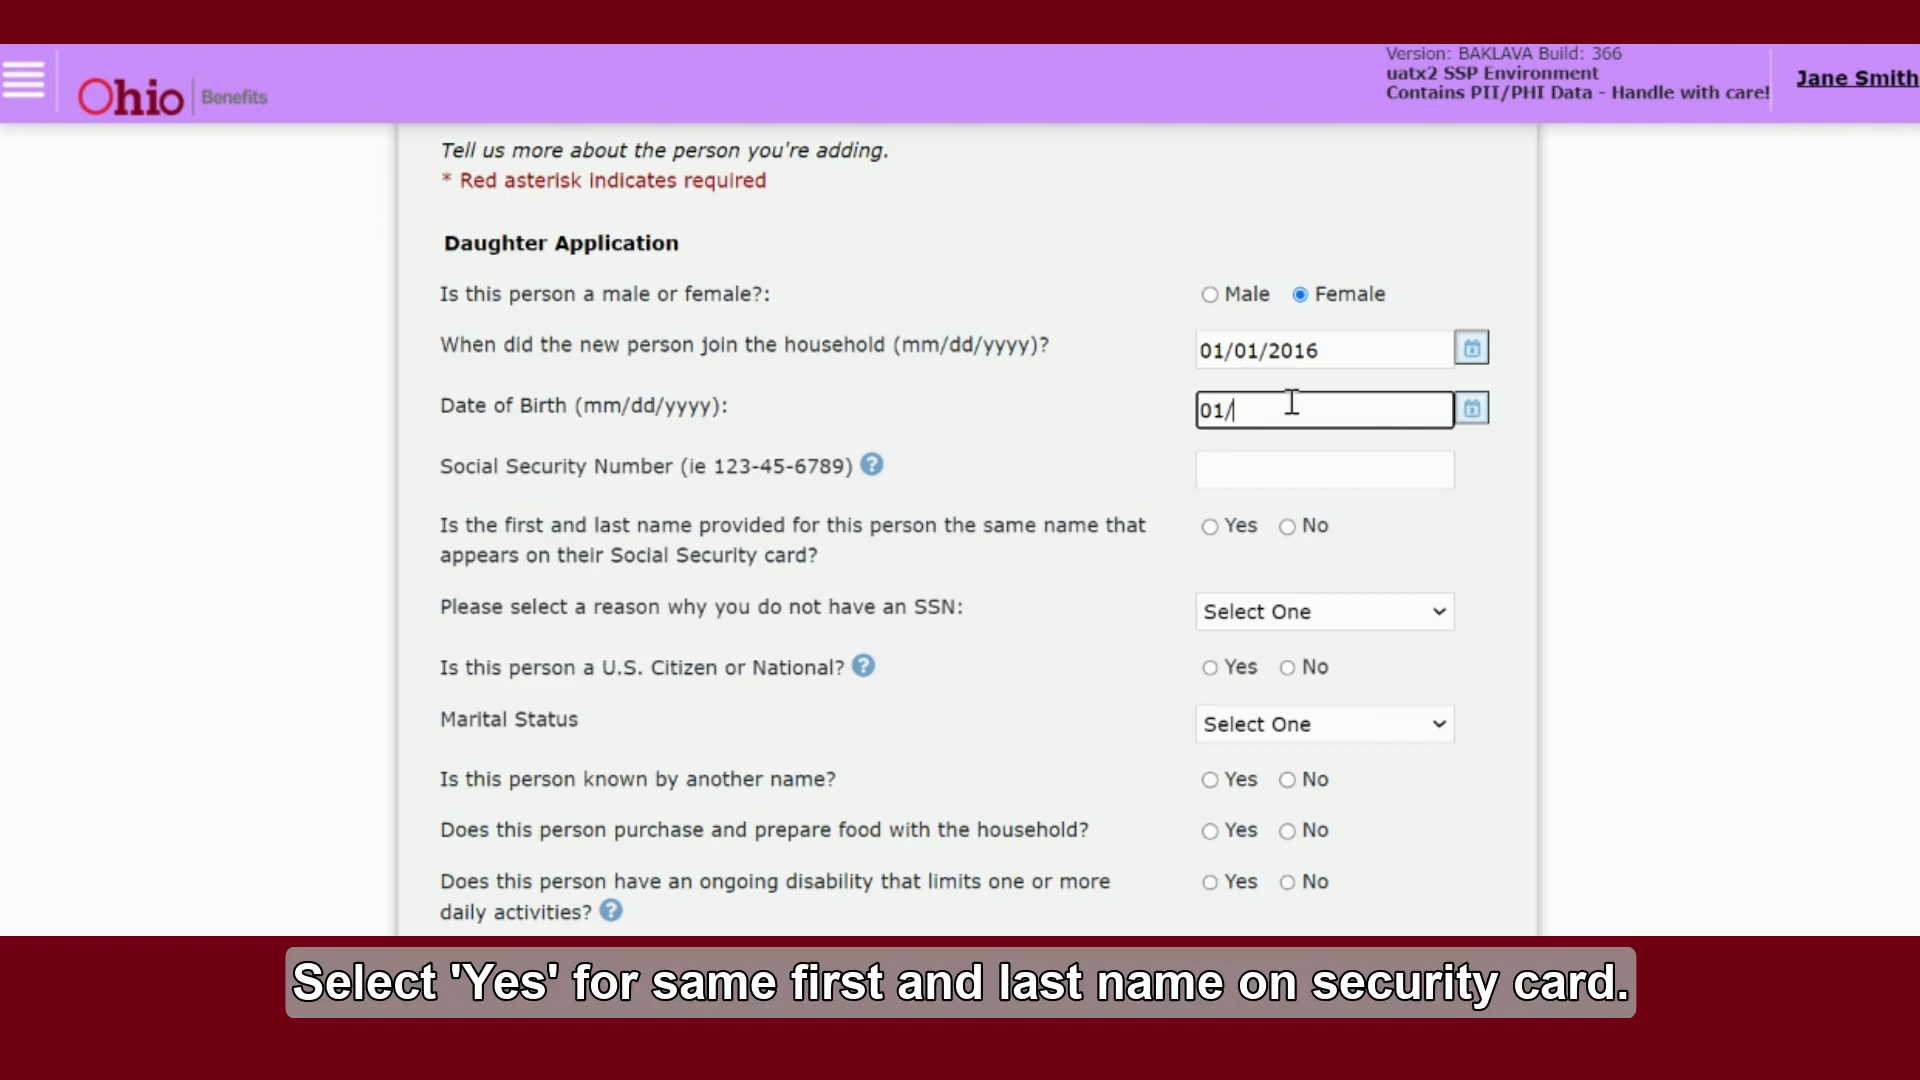 Version: BAKLAVA Build: 366
uatx2 SSP Environment
Contains PII/PHI Data - Handle with care!
Jane Smith
Ohio Benefits
Tell us more about the person you're adding.
* Red asterisk indicates required
Daughter Application
Is this person a male or female?: Male Female
When did the new person join the household (mm/dd/yyyy)? 01/01/2016
Date of Birth (mm/dd/yyyy): 01/
Social Security Number (ie 123-45-6789) ?
Is the first and last name provided for this person the same name that Yes No
appears on their Social Security card?
Please select a reason why you do not have an SSN: Select One
Is this person a U.S. Citizen or National? ? Yes No
Marital Status Select One
Is this person known by another name? Yes No
Does this person purchase and prepare food with the household? Yes No
Does this person have an ongoing disability that limits one or more Yes No
daily activities? ?
Select 'Yes' for same first and last name on security card.